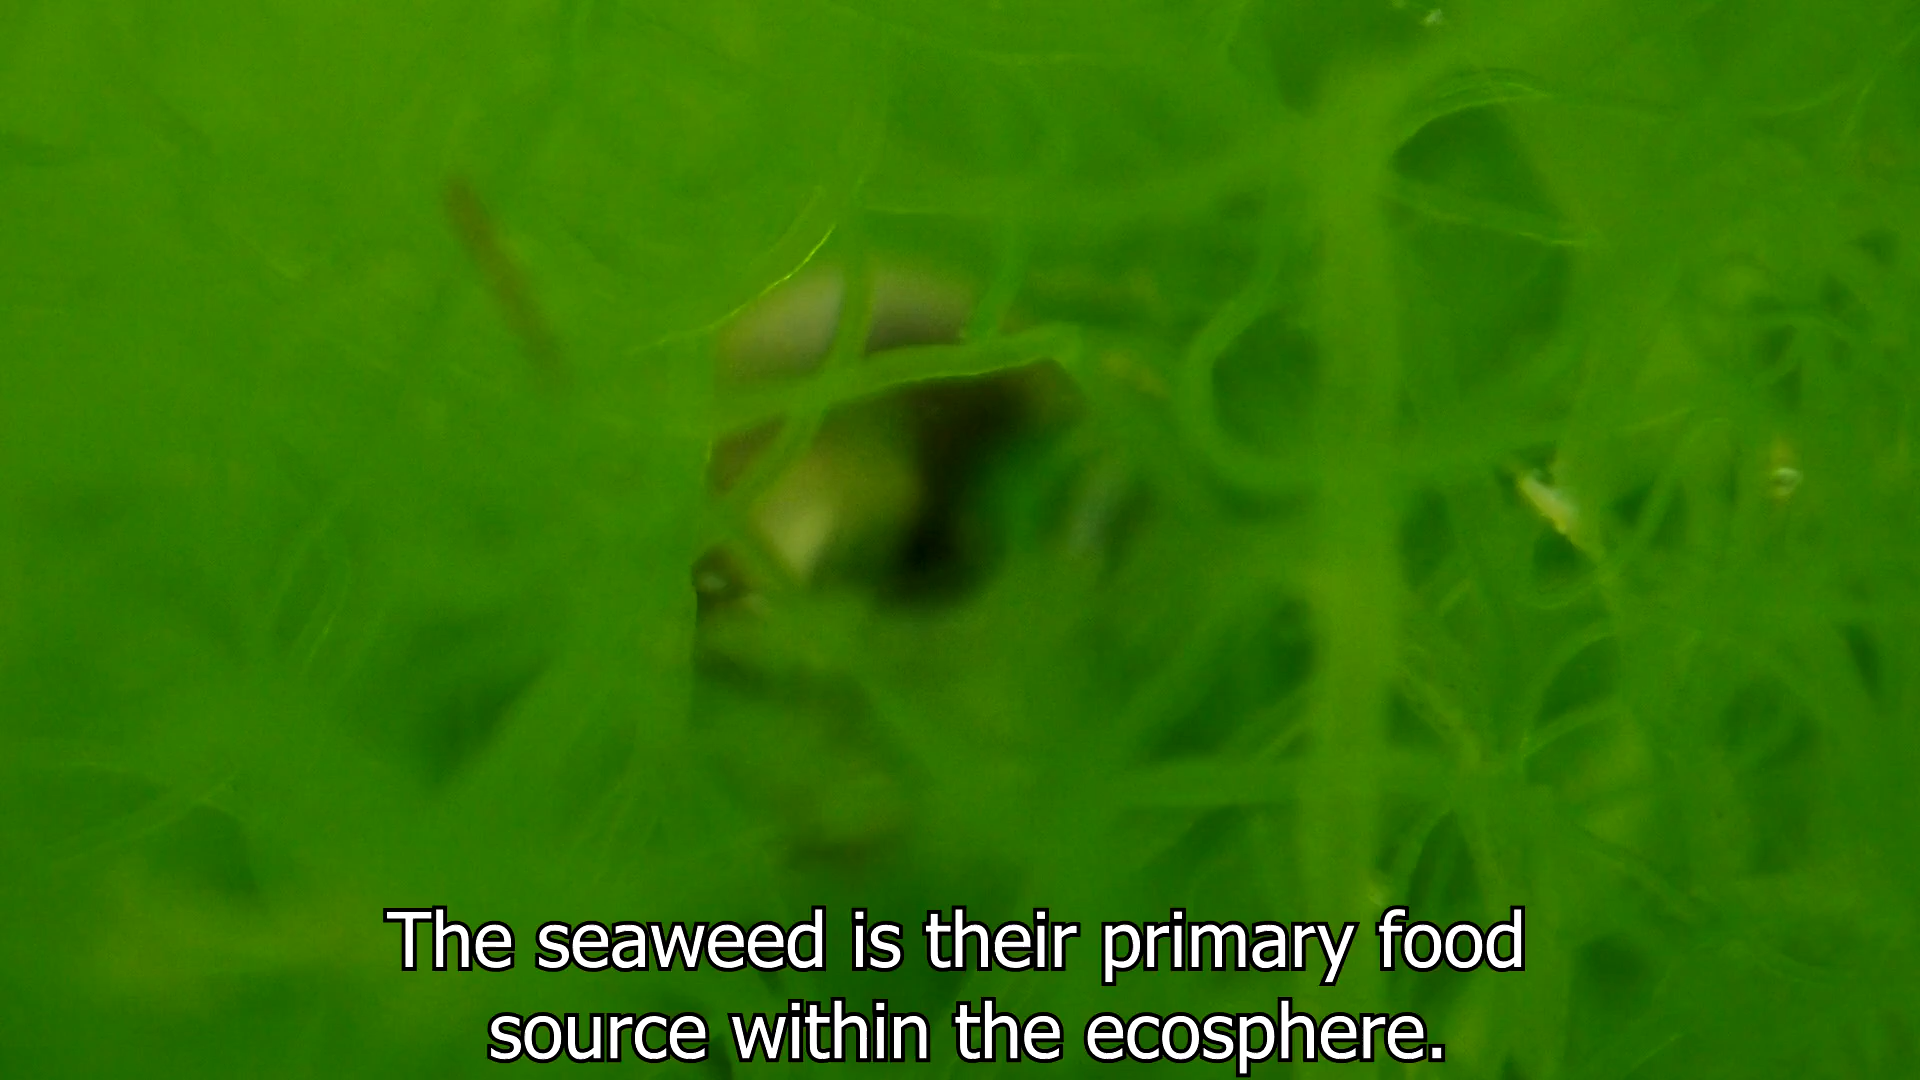 The seaweed is their primary food
source within the ecosphere.